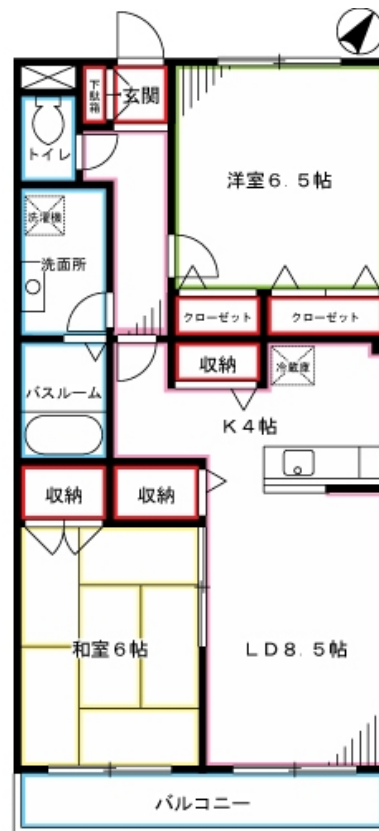 下駄箱
玄関
トイレ
洋室6.5帖
洗濯機
洗面所
クローゼット
クローゼット
収納
冷蔵庫
バスルーム
K4帖
収納
収納
和室6帖
LD8.5帖
バルコニー